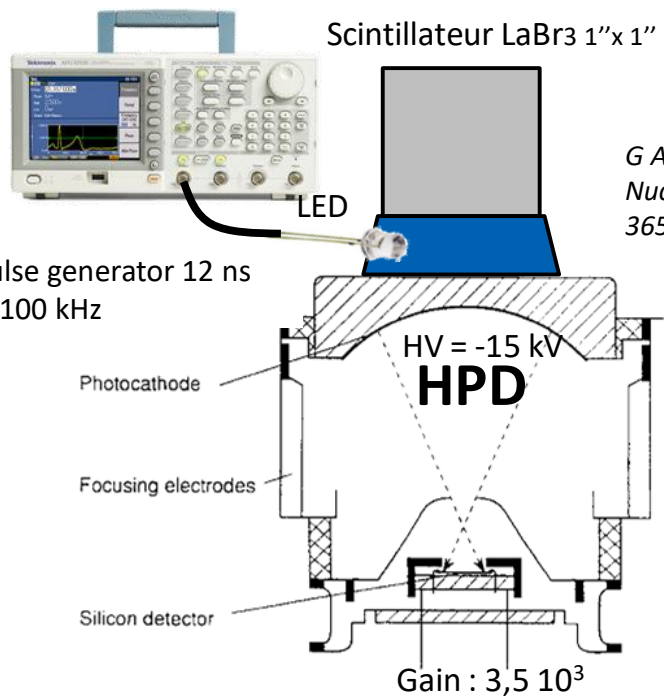 Scintillateur LaBr3 1’’x 1’’
Tektronix
G A
Nuc
365
LED
ulse generator 12 ns
100 kHz
HV = -15 kV
HPD
Photocathode
Focusing electrodes
Silicon detector
Gain : 3,5 10³